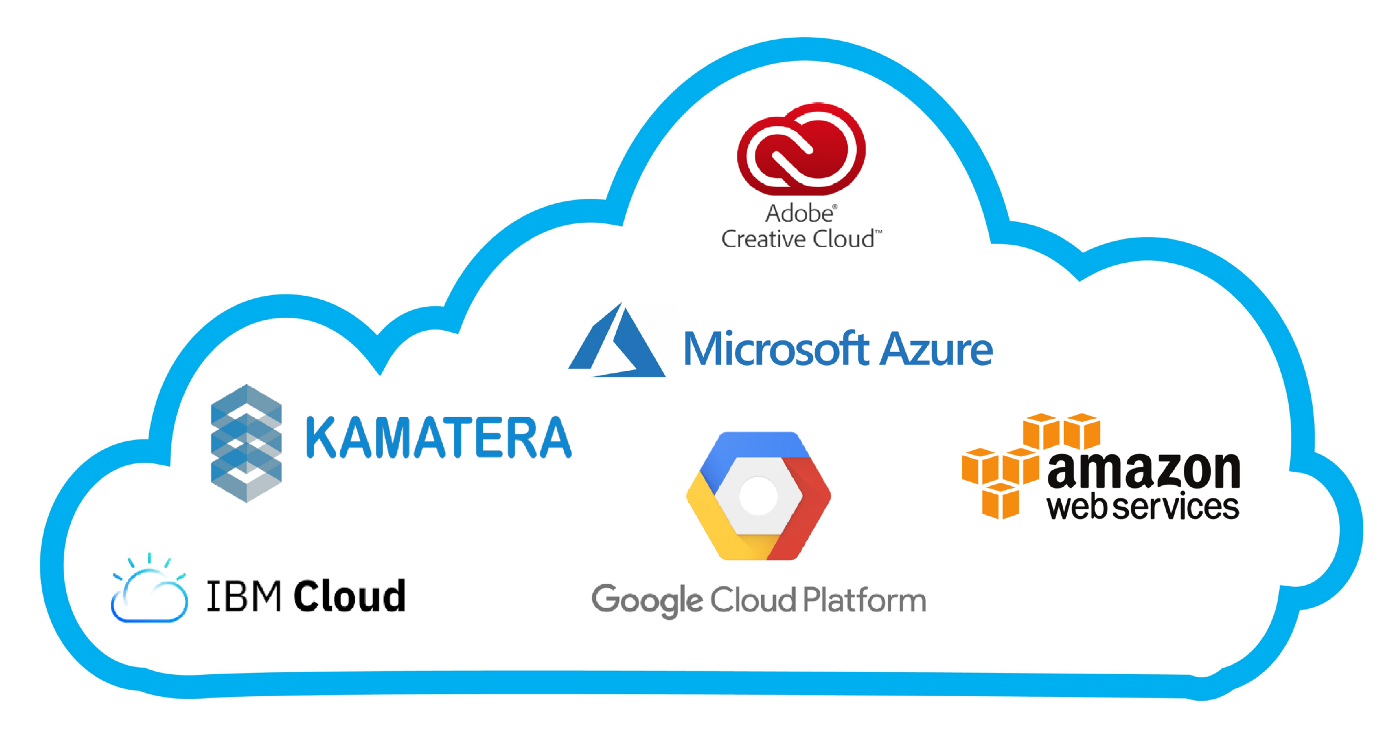 Adobe®
Creative Cloud™
Microsoft Azure
KAMATERA
amazon
web services
IBM Cloud
Google Cloud Platform